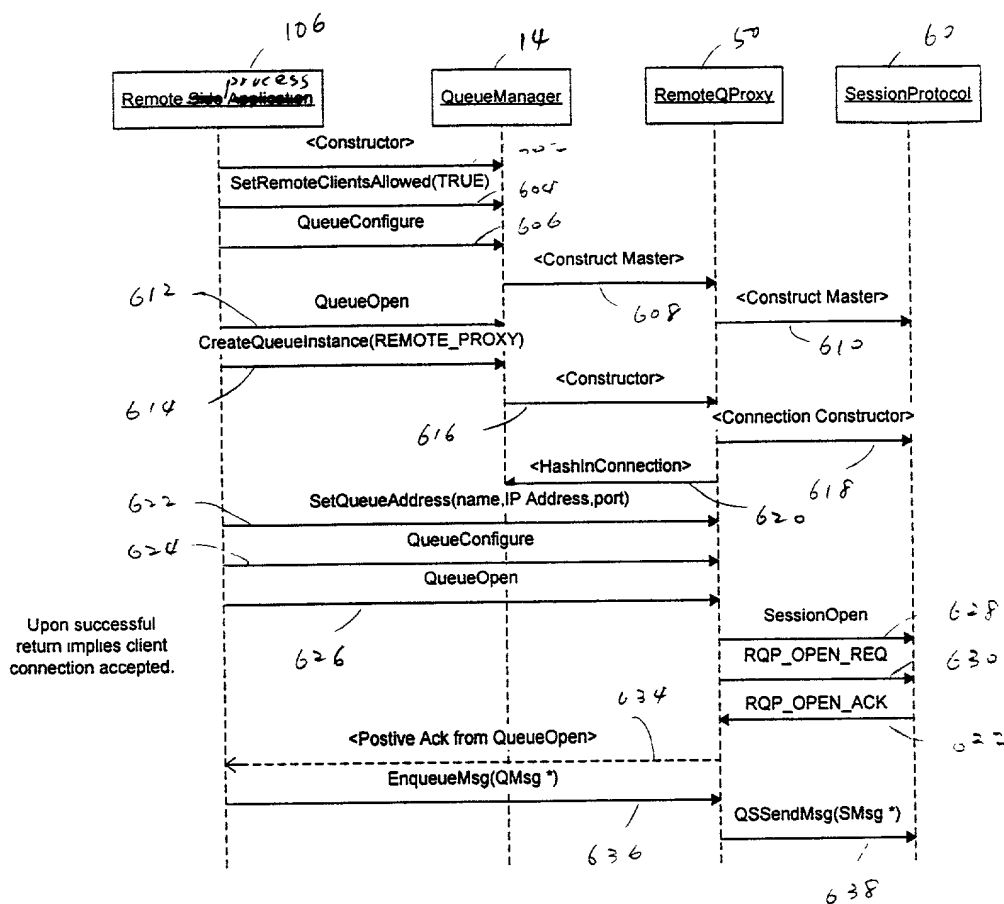 106
14
50
60
process
Remote Side Application
QueueManager
RemoteQProxy
SessionProtocol
<Constructor>
SetRemoteClientsAllowed(TRUE)
604
QueueConfigure
606
<Construct Master>
608
612
QueueOpen
<Construct Master>
610
CreateQueueInstance(REMOTE_PROXY)
614
<Constructor>
616
<Connection Constructor>
618
<HashInConnection>
620
622
SetQueueAddress(name,IP Address,port)
624
QueueConfigure
QueueOpen
626
Upon successful
return implies client
connection accepted.
SessionOpen
628
RQP_OPEN_REQ
630
634
RQP_OPEN_ACK
<Postive Ack from QueueOpen>
EnqueueMsg(QMsg *)
636
QSSendMsg(SMsg *)
638